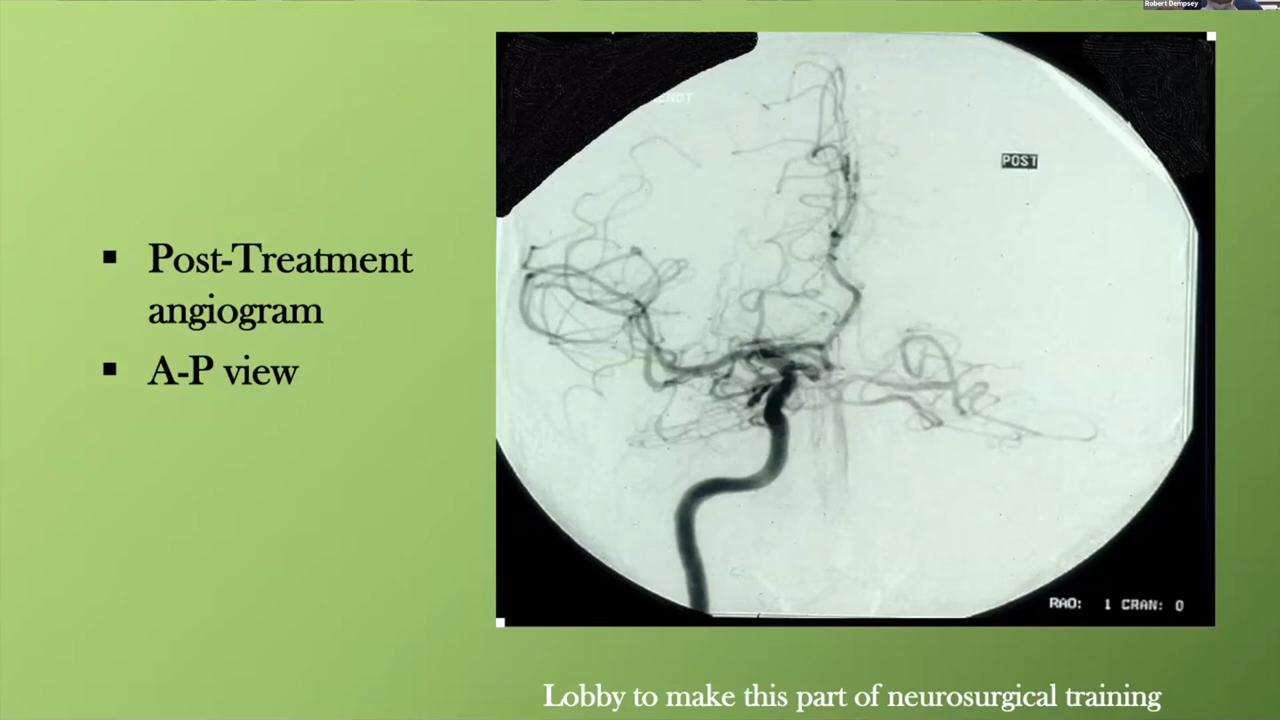 Robert Dempsey
ENDT
POST
▪ Post-Treatment
angiogram
▪ A-P view
RAO: 1 CRAN: 0
Lobby to make this part of neurosurgical training